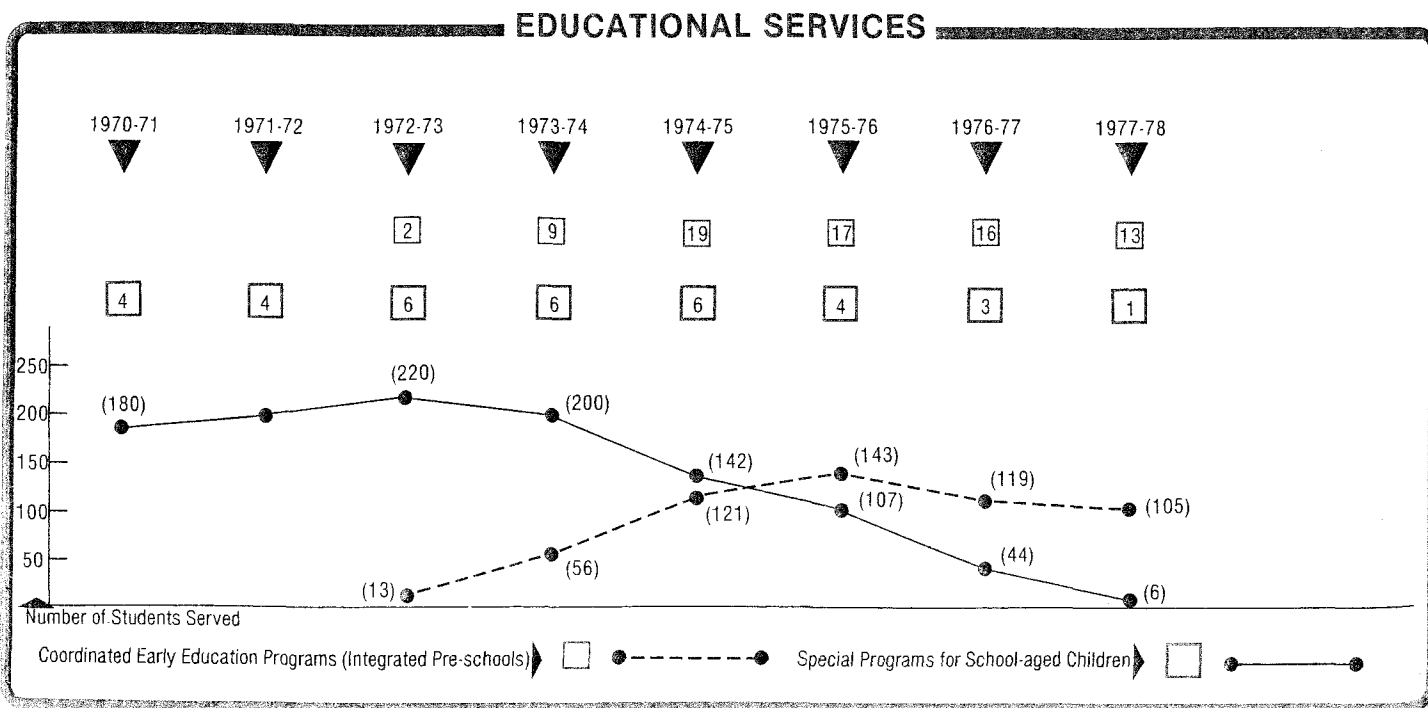 EDUCATIONAL SERVICES
1970-71 1971-72 1972-73 1973-74 1974-75 1975-76 1976-77 1977-78
2 9 19 17 16 13
4 4 6 6 6 4 3 1
250
(220)
200 (180) (200)
150 (142) (143)
(119)
100 (121) (107) (105)
50 (56) (44)
(13) (6)
Number of Students Served
Coordinated Early Education Programs (Integrated Pre-schools) Special Programs for School-aged Children